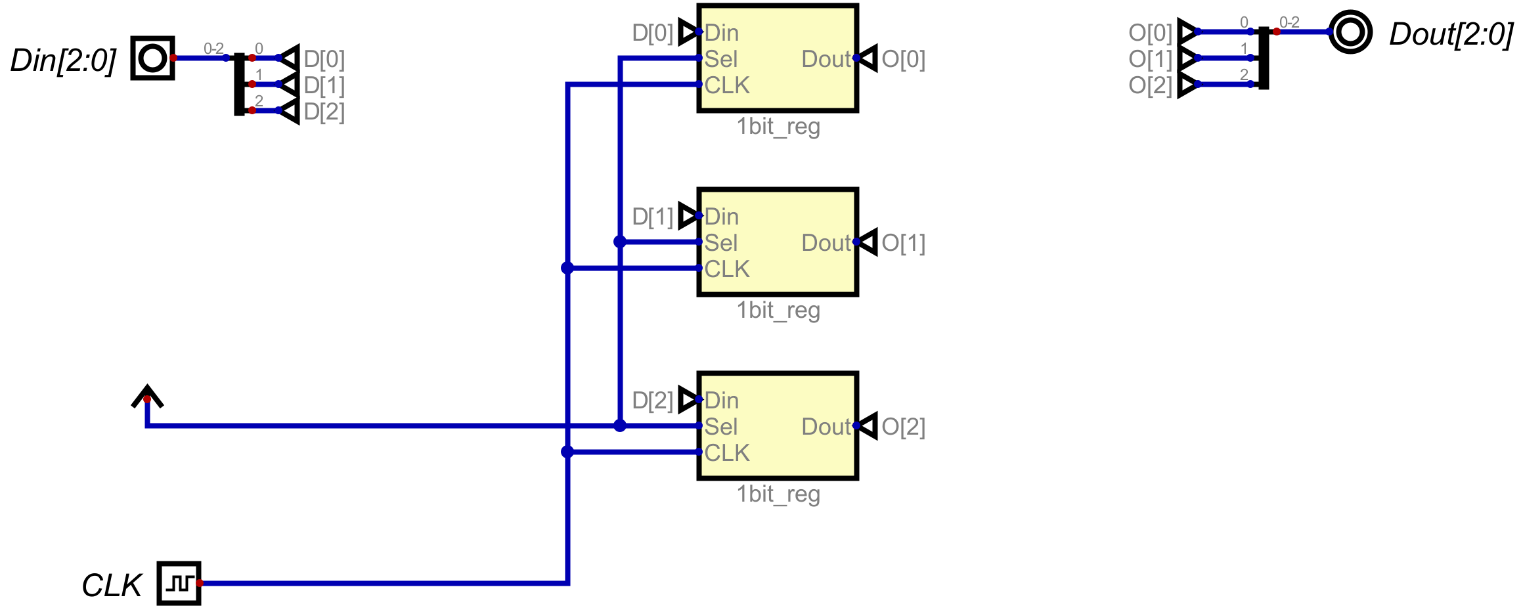 Din[2:0]
0-2
0
D[0]
1
D[1]
2
D[2]
D[0]
Din
Sel
CLK
Dout
O[0]
1bit_reg
D[1]
Din
Sel
CLK
Dout
O[1]
1bit_reg
D[2]
Din
Sel
CLK
Dout
O[2]
1bit_reg
O[0]
0
O[1]
1
O[2]
2
0-2
Dout[2:0]
CLK